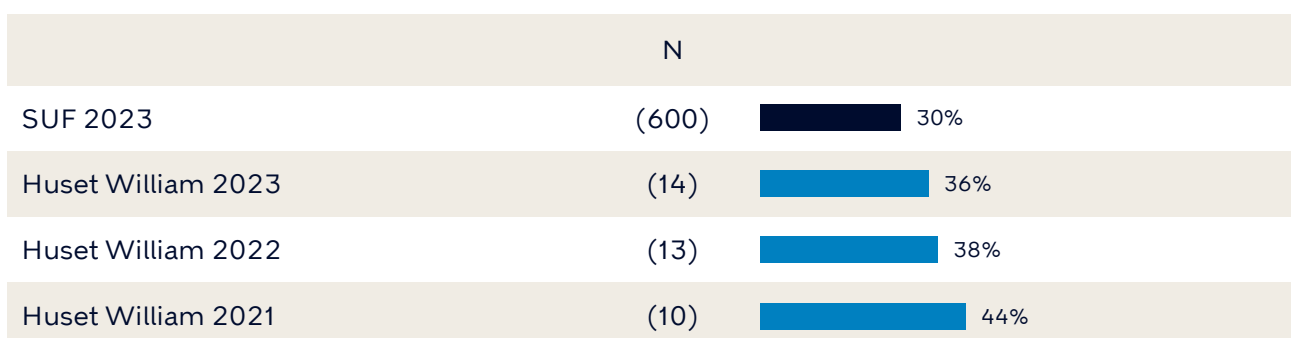 N
SUF 2023 (600) 30%
Huset William 2023 (14) 36%
Huset William 2022 (13) 38%
Huset William 2021 (10) 44%